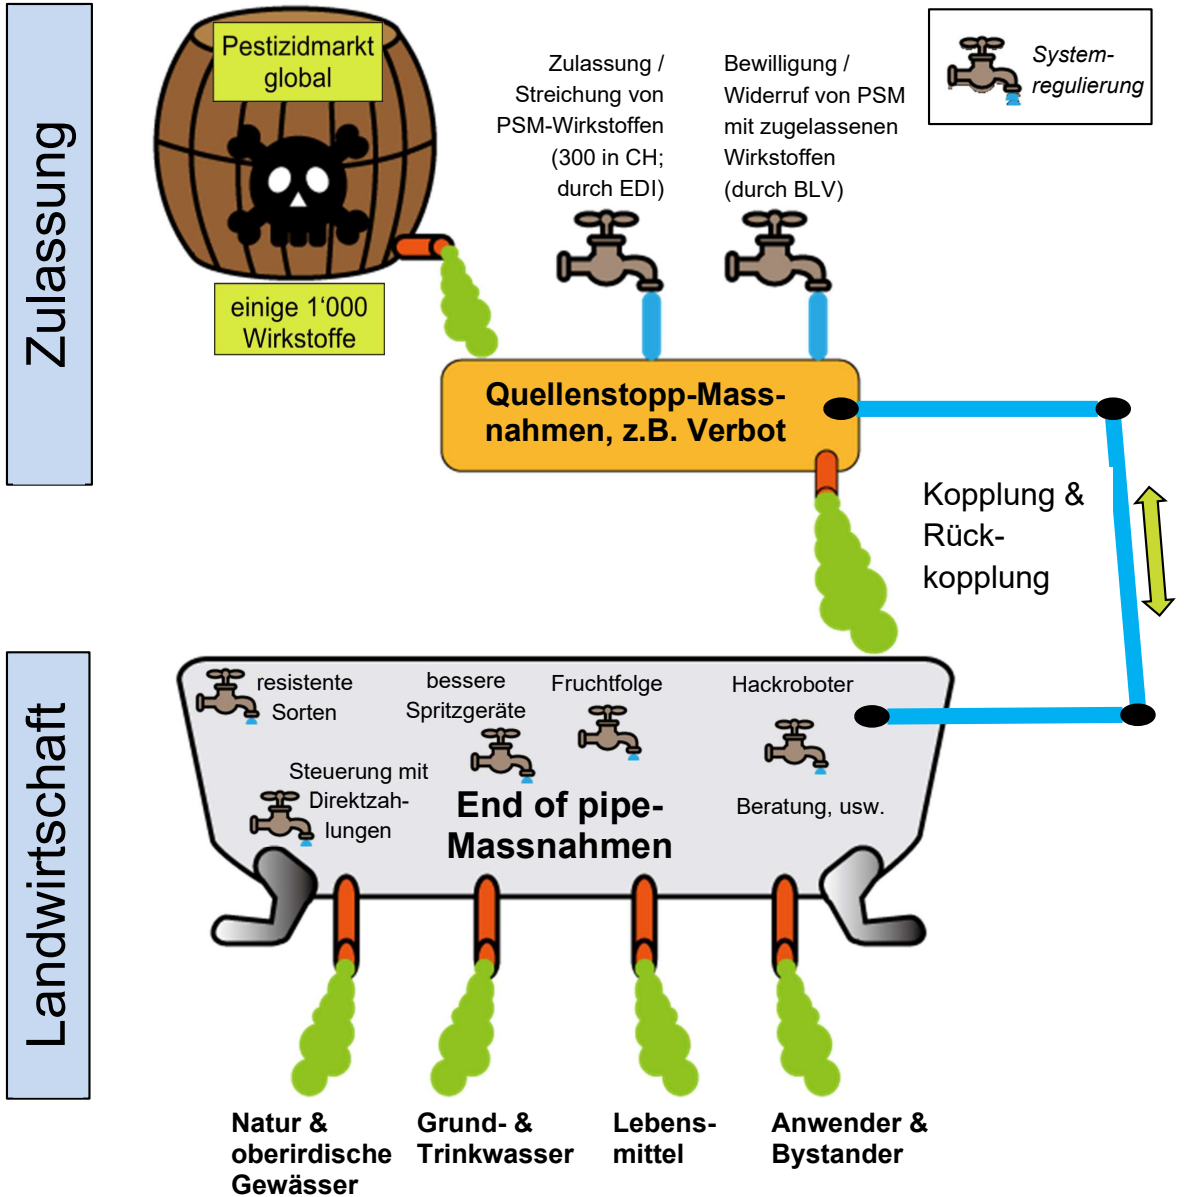 Zulassung
Pestizidmarkt
global
einige 1‘000
Wirkstoffe
Zulassung /
Streichung von
PSM-Wirkstoffen
(300 in CH;
durch EDI)
Bewilligung /
Widerruf von PSM
mit zugelassenen
Wirkstoffen
(durch BLV)
System-
regulierung
Quellenstopp-Mass-
nahmen, z.B. Verbot
Kopplung &
Rück-
kopplung
Landwirtschaft
resistente
Sorten
bessere
Spritzgeräte
Fruchtfolge
Hackroboter
Steuerung mit
Direktzah-
lungen
End of pipe-
Massnahmen
Beratung, usw.
Natur &
oberirdische
Gewässer
Grund- &
Trinkwasser
Lebens-
mittel
Anwender &
Bystander